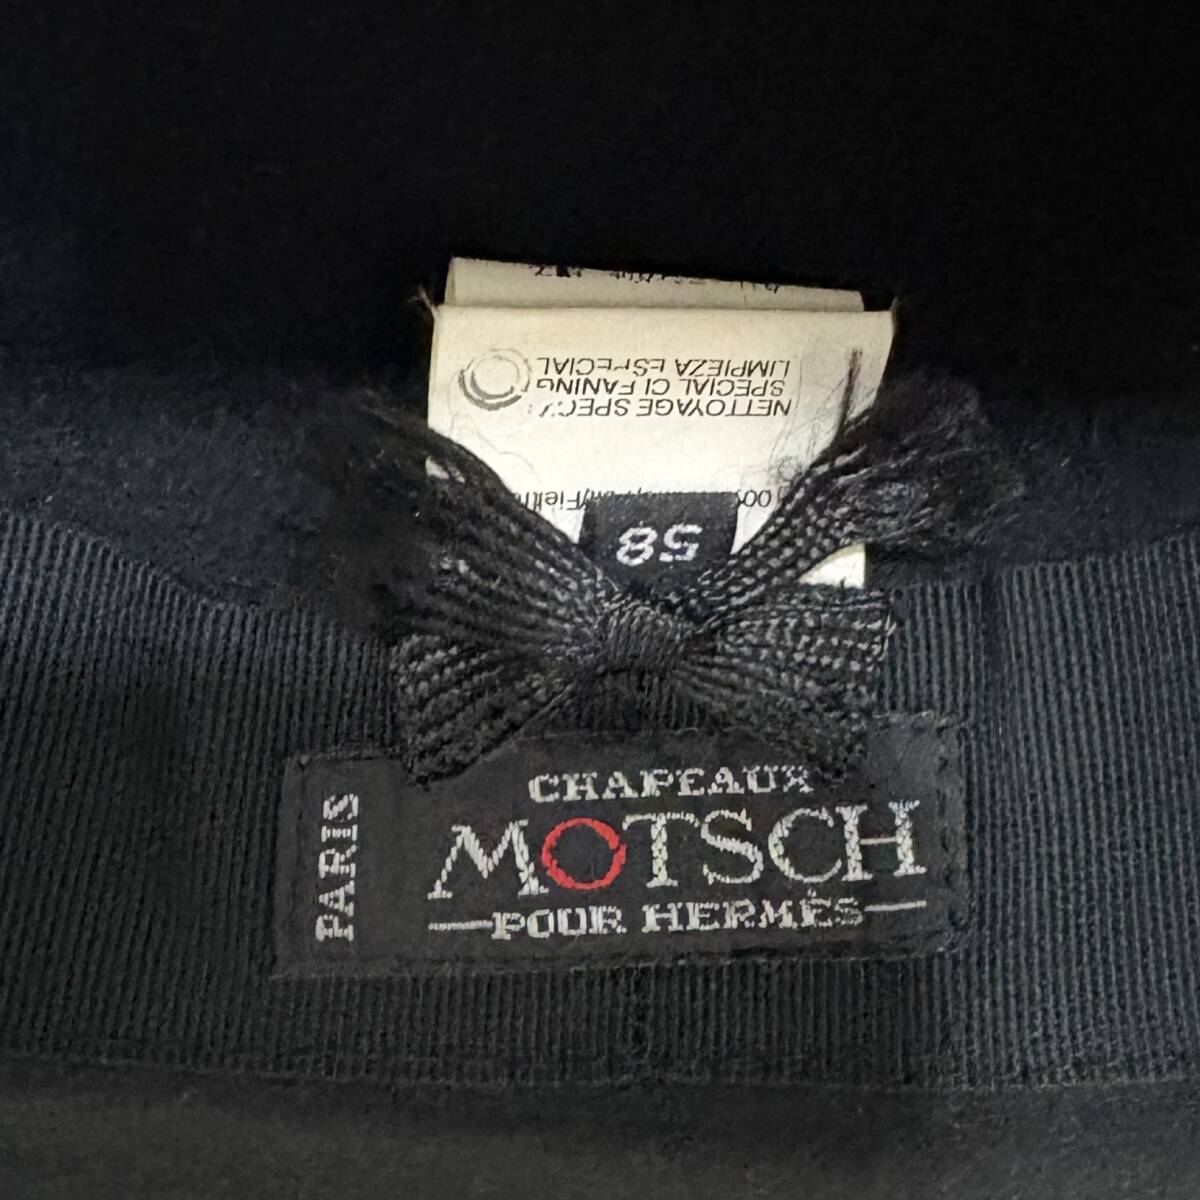 NETTOYAGE SPECI
SPECIAL CLEANING
LIMPIEZA ESPECIAL
58
PARIS
CHAPEAUX
MOTSCH
POUR HERMÈS